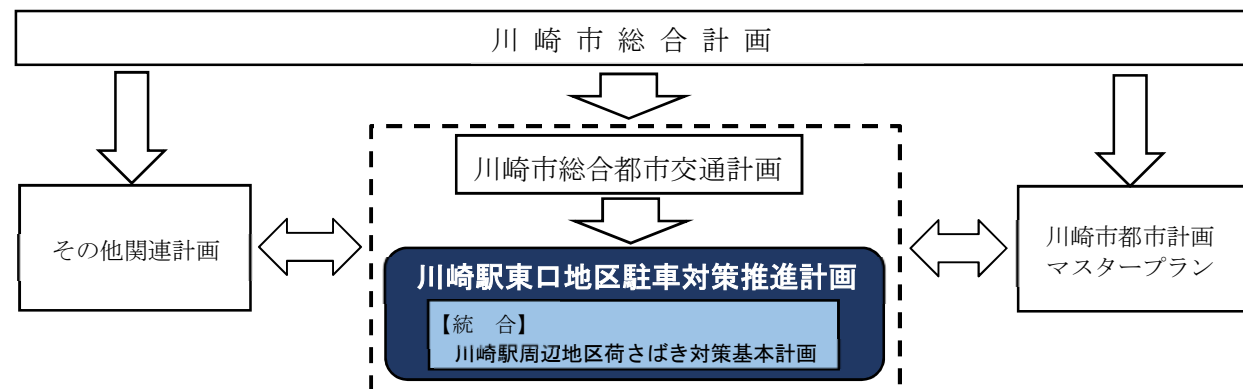 川崎市総合計画
川崎市総合都市交通計画
その他関連計画
川崎市都市計画
マスタープラン
川崎駅東口地区駐車対策推進計画
【統　合】
川崎駅周辺地区荷さばき対策基本計画